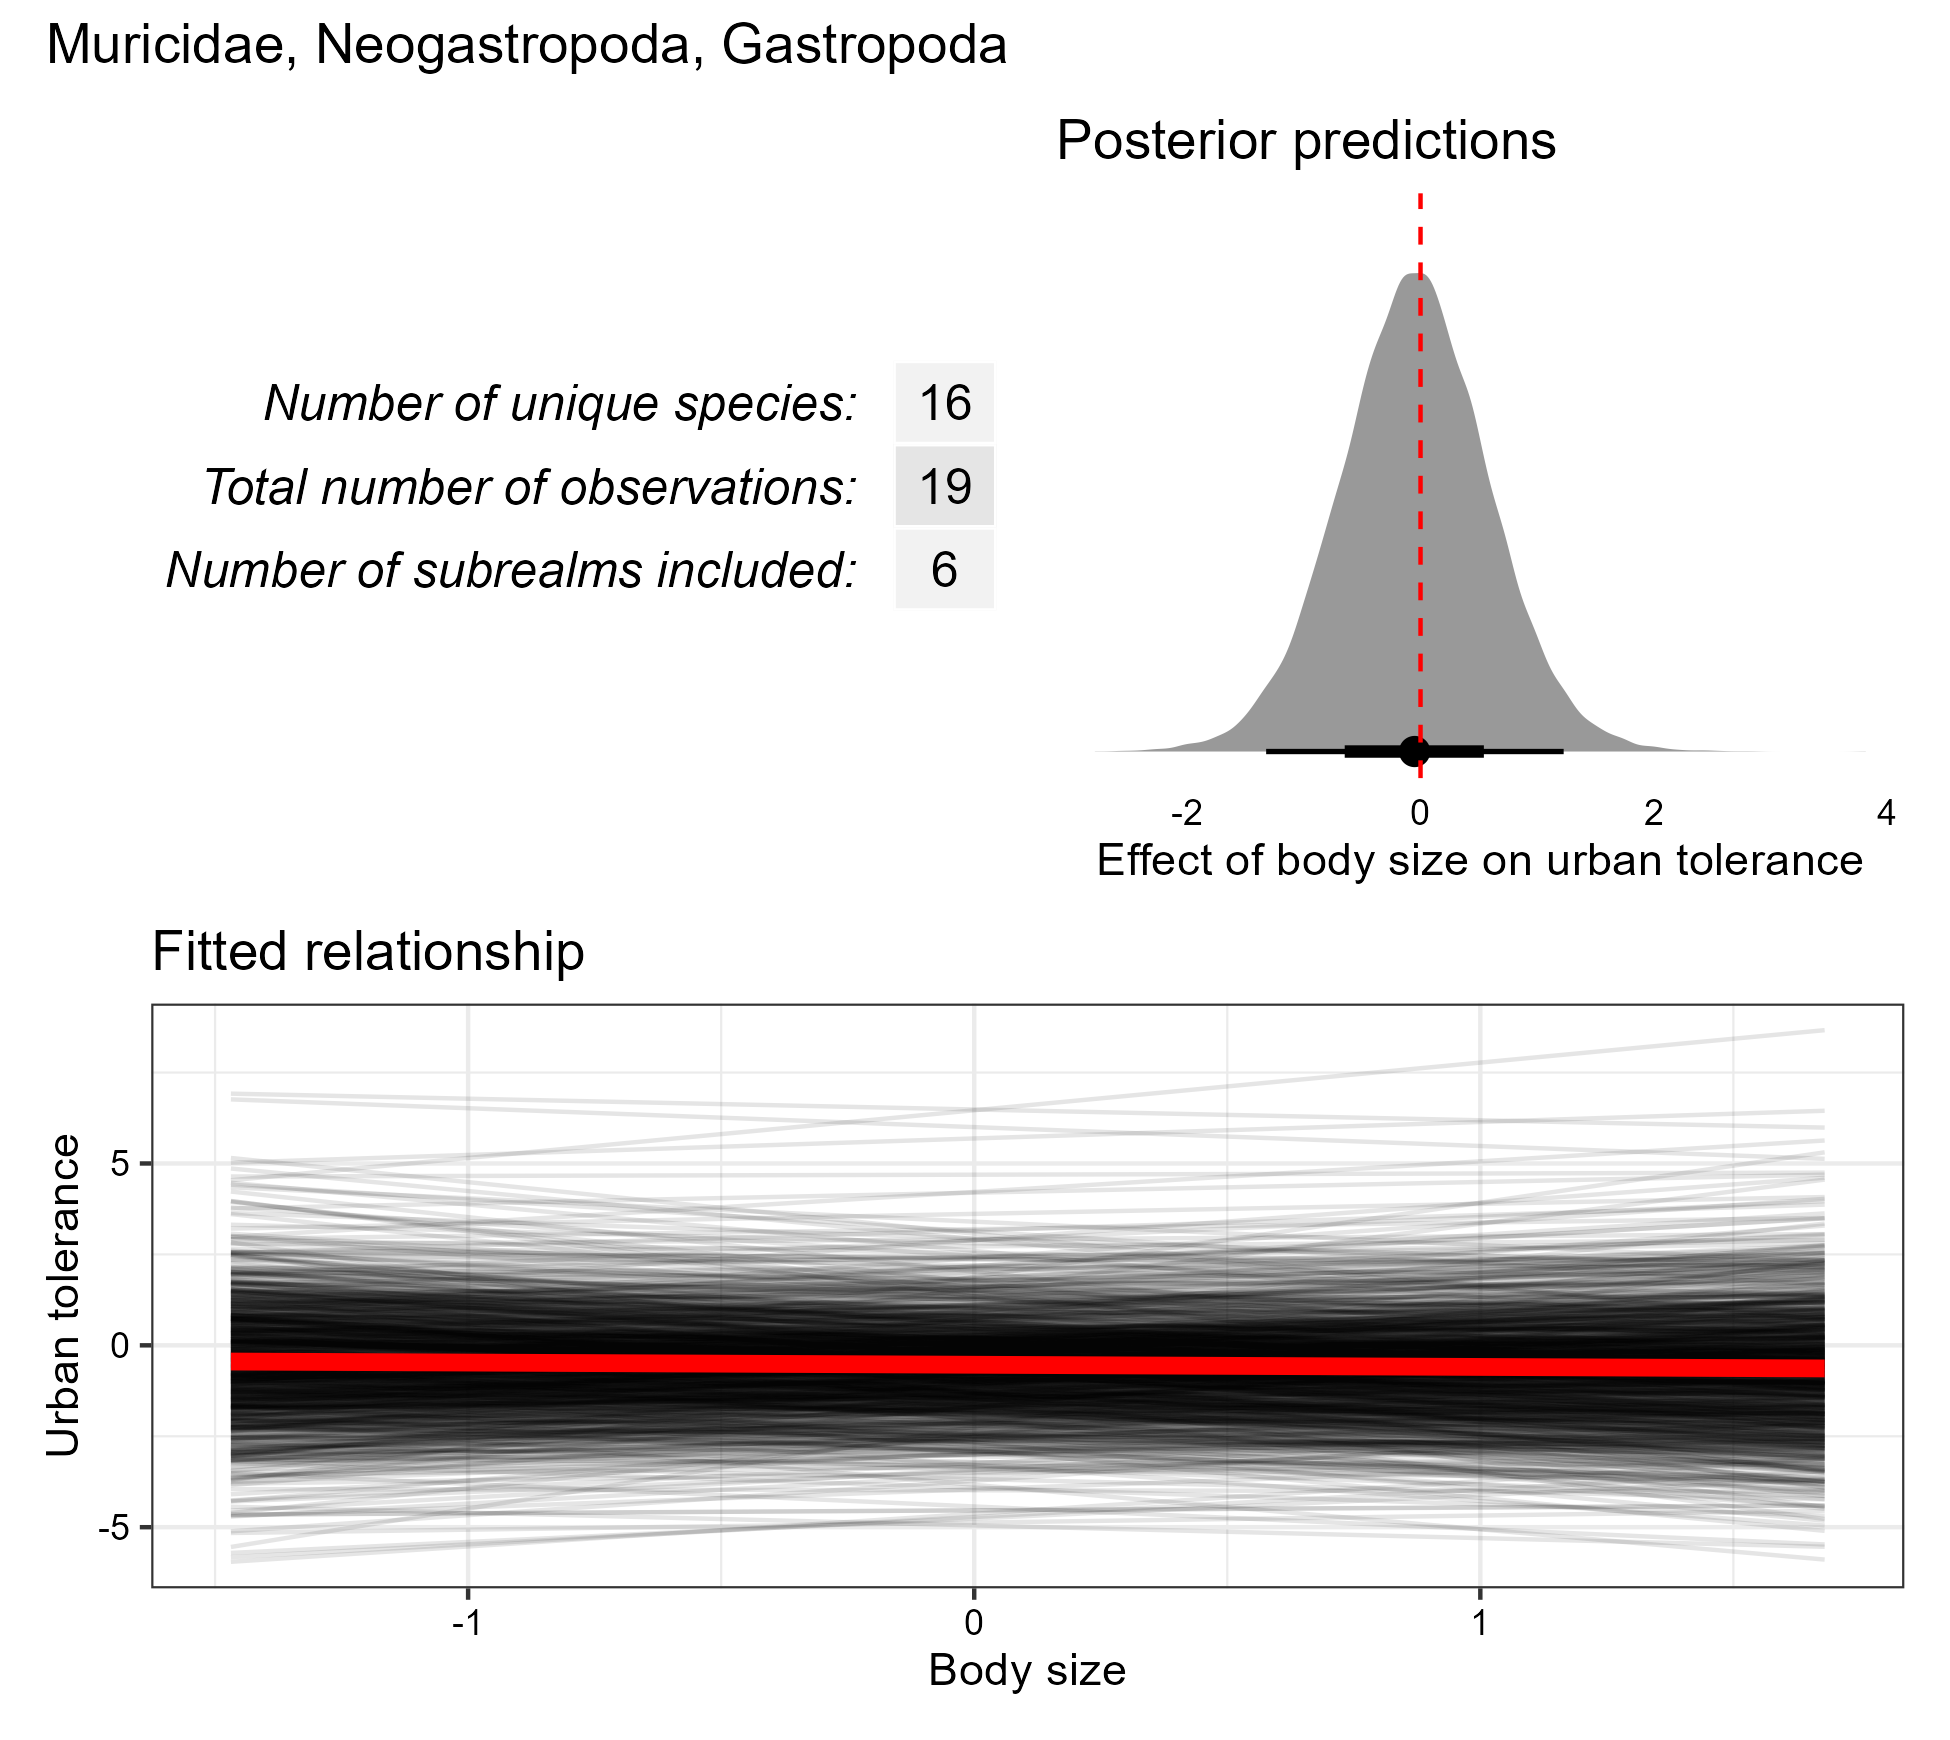 Muricidae, Neogastropoda, Gastropoda
Posterior predictions
Number of unique species: 16
Total number of observations: 19
Number of subrealms included: 6
-2 0 2 4
Effect of body size on urban tolerance
Fitted relationship
Urban tolerance
5
0
-5
-1 0 1
Body size